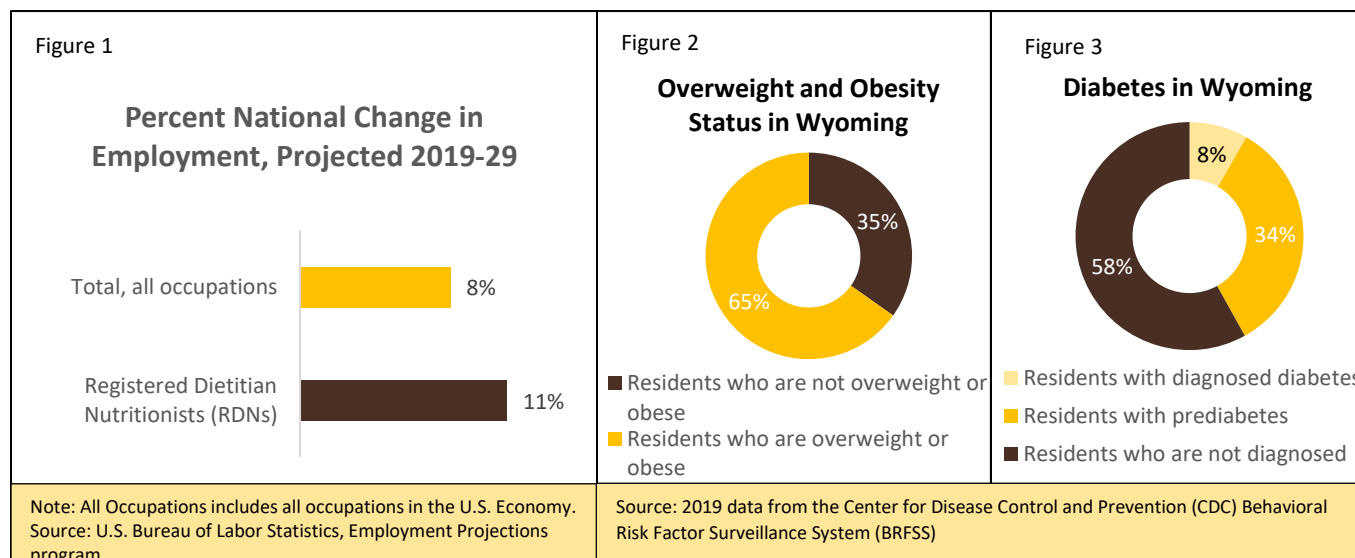 Figure 1
Percent National Change in
Employment, Projected 2019-29
Total, all occupations
8%
Registered Dietitian
Nutritionists (RDNs)
11%
Note: All Occupations includes all occupations in the U.S. Economy.
Source: U.S. Bureau of Labor Statistics, Employment Projections
program
Figure 2
Overweight and Obesity
Status in Wyoming
35%
65%
Residents who are not overweight or
obese
Residents who are overweight or
obese
Figure 3
Diabetes in Wyoming
8%
34%
58%
Residents with diagnosed diabetes
Residents with prediabetes
Residents who are not diagnosed
Source: 2019 data from the Center for Disease Control and Prevention (CDC) Behavioral
Risk Factor Surveillance System (BRFSS)